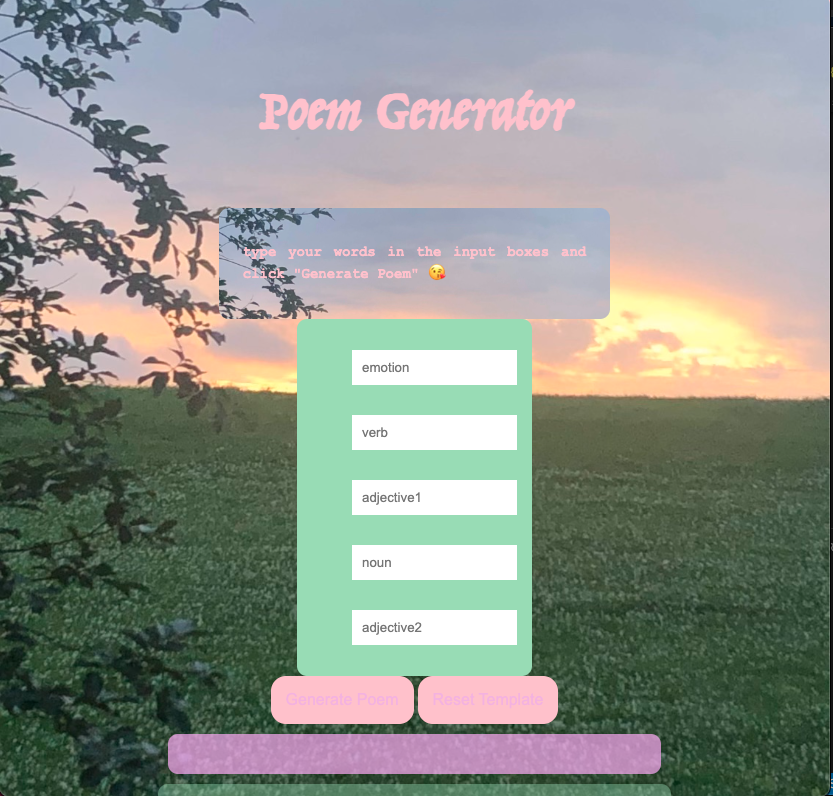 Poem Generator
type your words in the input boxes and
click "Generate Poem" 😘
emotion
verb
adjective1
noun
adjective2
Generate Poem Reset Template